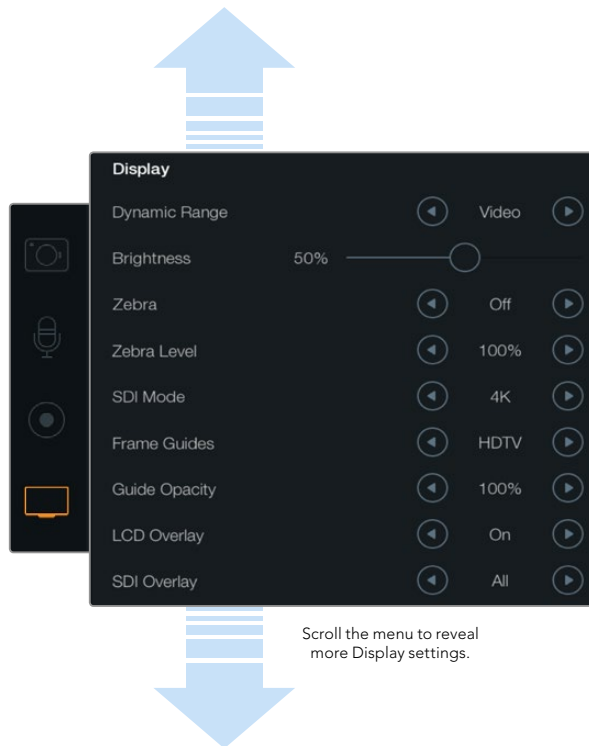 Display
Dynamic Range Video
Brightness 50%
Zebra Off
Zebra Level 100%
SDI Mode 4K
Frame Guides HDTV
Guide Opacity 100%
LCD Overlay On
SDI Overlay All
Scroll the menu to reveal
more Display settings.